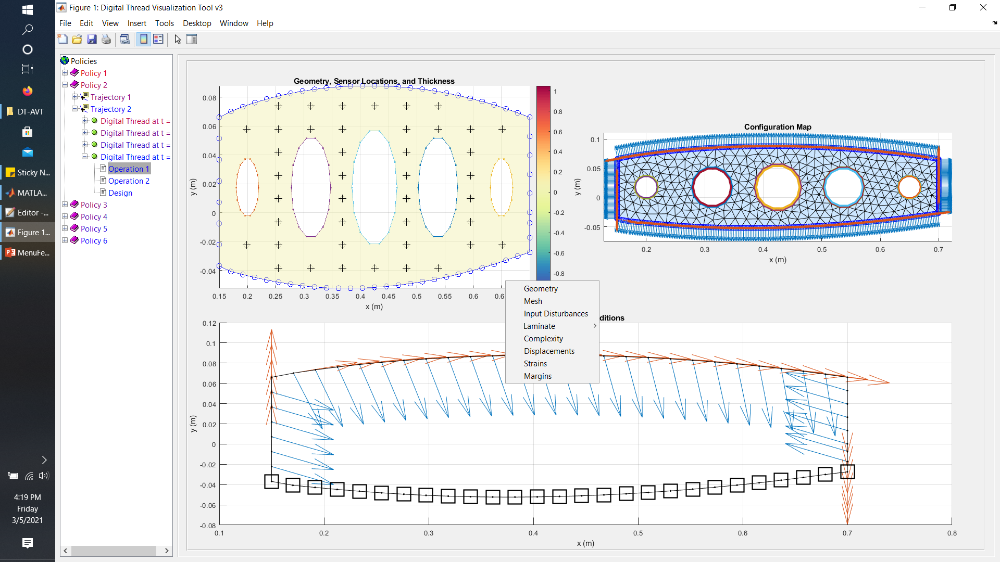 Figure 1: Digital Thread Visualization Tool v3
File Edit View Insert Tools Desktop Window Help
DT-AVT
Sticky N...
MATLA...
Editor -...
Figure 1...
MenuFe...
4:19 PM
Friday
3/5/2021
Policies
Policy 1
Policy 2
Trajectory 1
Trajectory 2
Digital Thread at t =
Digital Thread at t =
Digital Thread at t =
Digital Thread at t =
Operation 1
Operation 2
Design
Policy 3
Policy 4
Policy 5
Policy 6
Geometry, Sensor Locations, and Thickness
0.08
0.06
0.04
0.02
0
-0.02
-0.04
y (m)
0.15 0.2 0.25 0.3 0.35 0.4 0.45 0.5 0.55 0.6 0.6
x (m)
1
0.8
0.6
0.4
0.2
0
-0.2
-0.4
-0.6
-0.8
Configuration Map
0.1
0.05
0
-0.05
y (m)
0.2 0.3 0.4 0.5 0.6 0.7
x (m)
Geometry
Mesh
Input Disturbances
Laminate
Complexity
Displacements
Strains
Margins
ditions
0.12
0.1
0.08
0.06
0.04
0.02
0
-0.02
-0.04
-0.06
-0.08
y (m)
0.1 0.2 0.3 0.4 0.5 0.6 0.7 0.8
x (m)